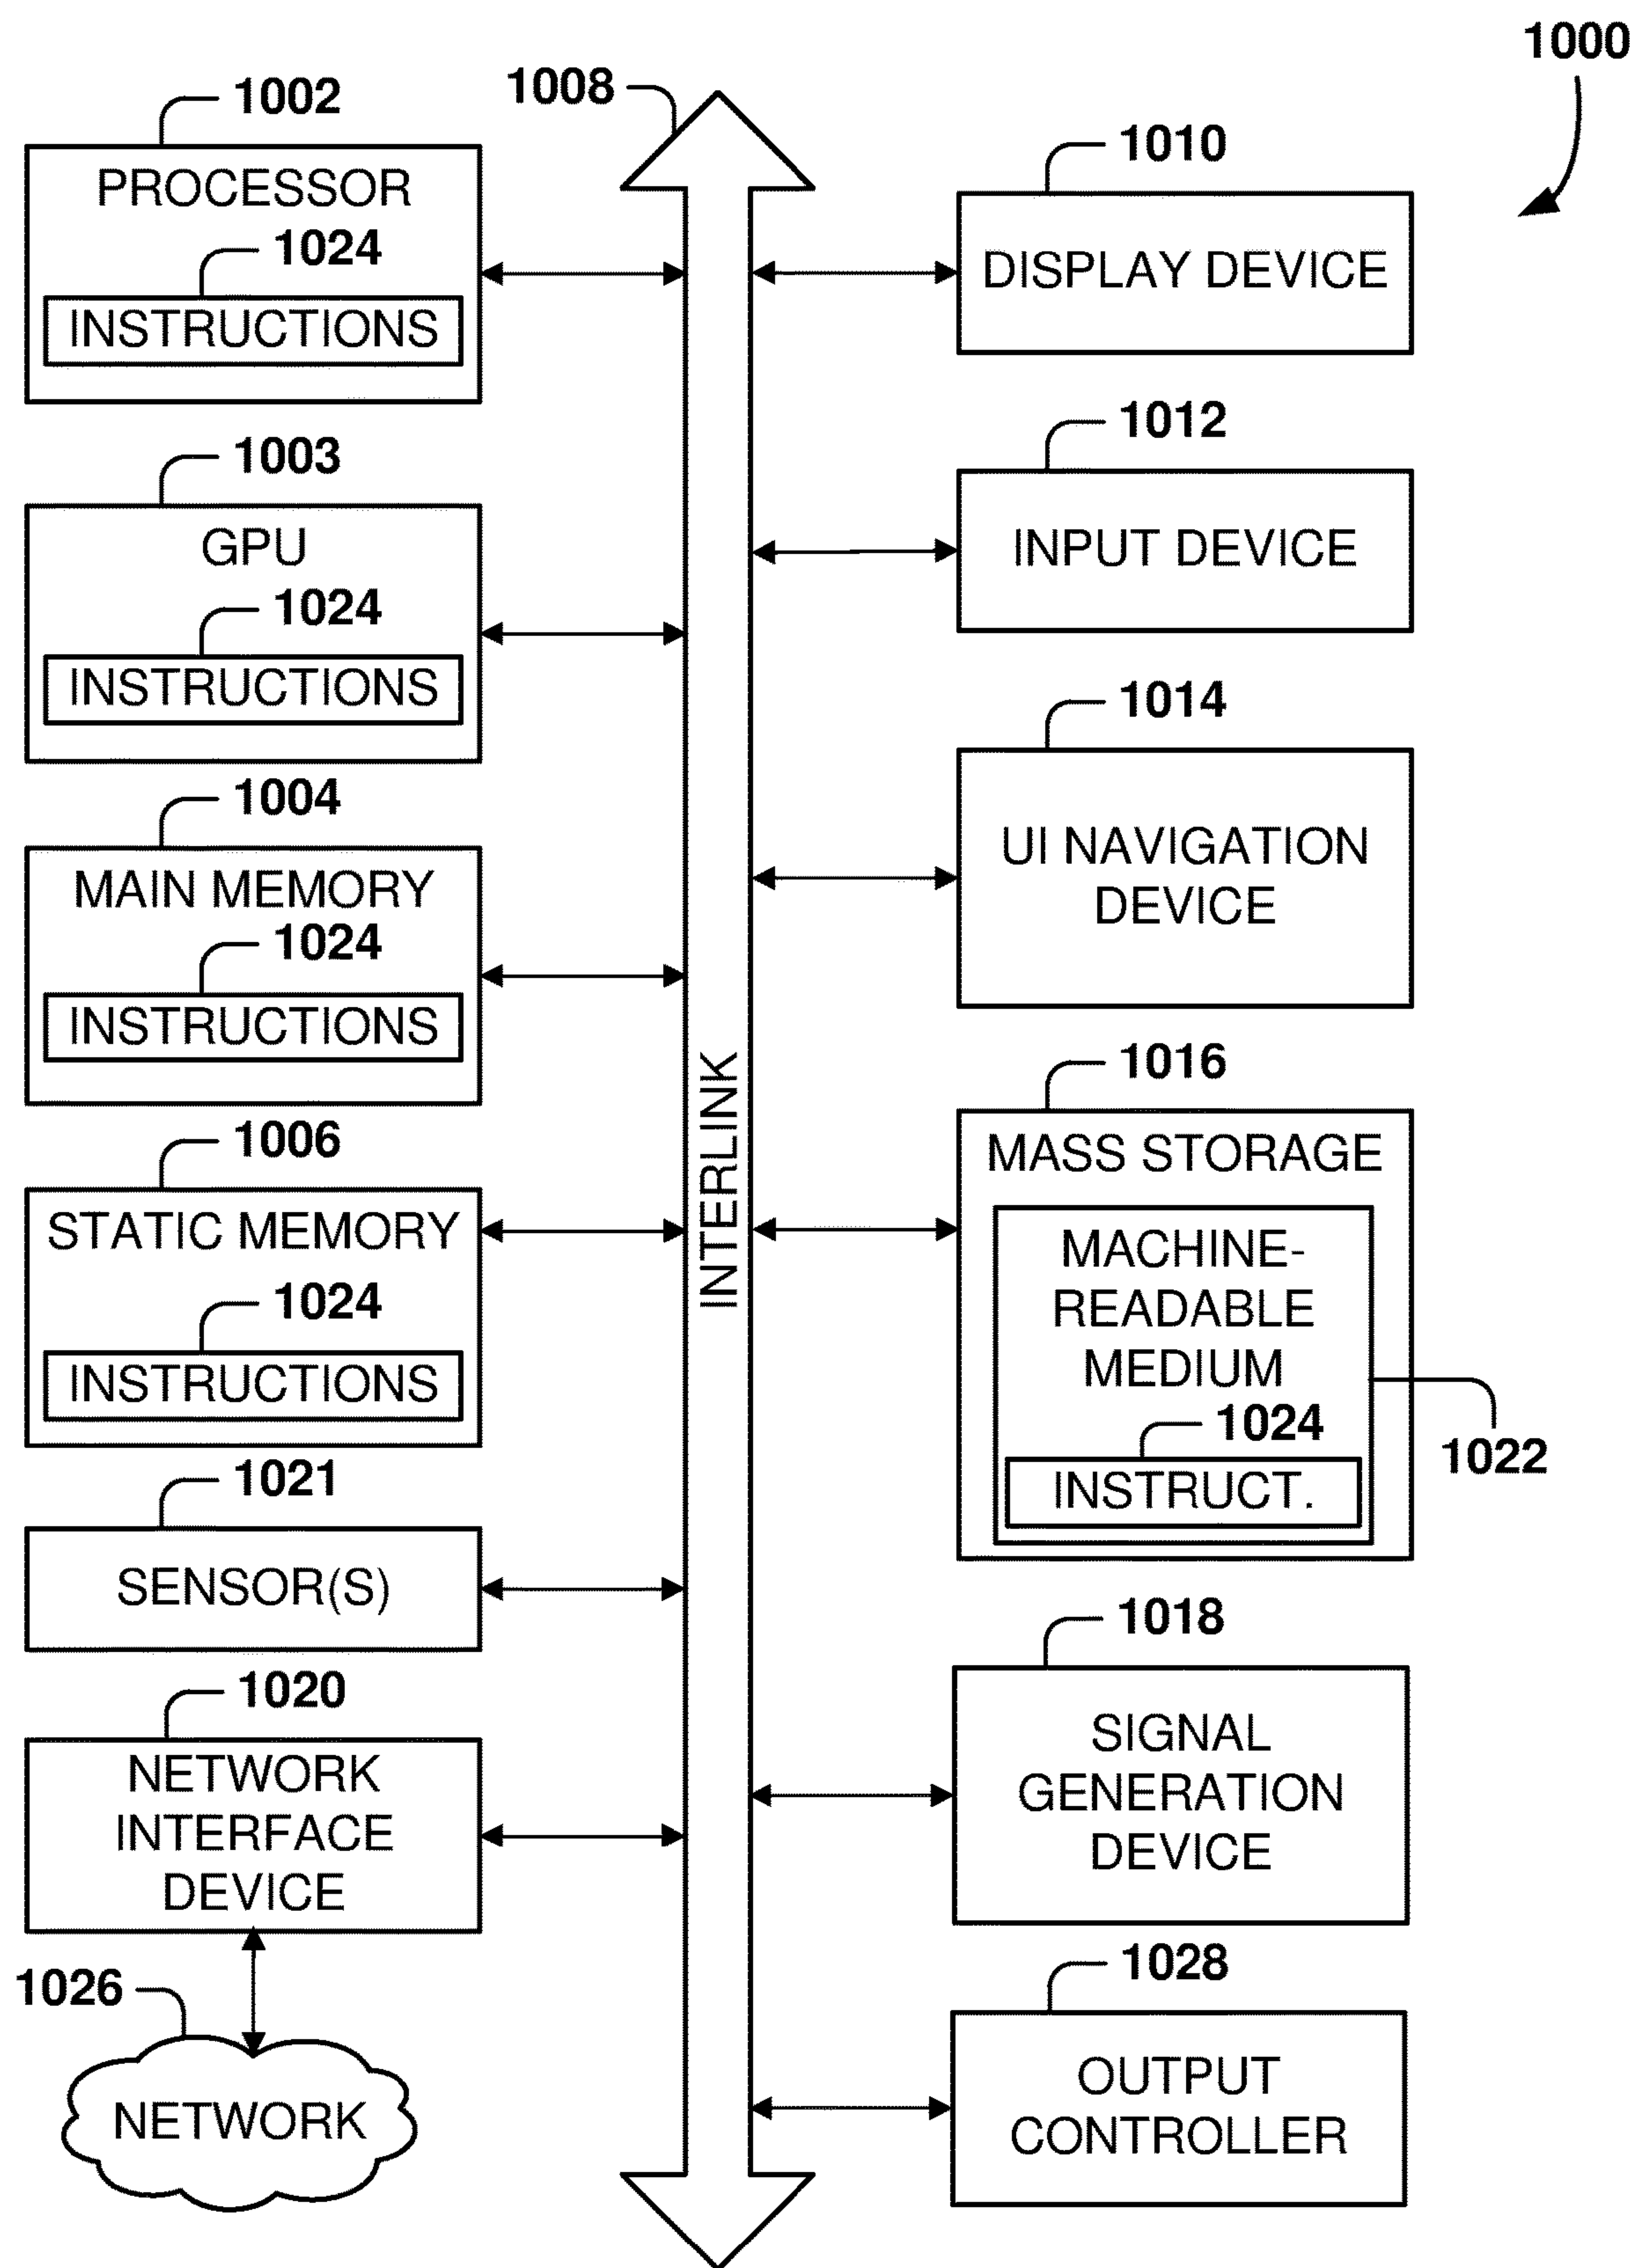 1000
1002
PROCESSOR
1024
INSTRUCTIONS
1003
GPU
1024
INSTRUCTIONS
1004
MAIN MEMORY
1024
INSTRUCTIONS
1006
STATIC MEMORY
1024
INSTRUCTIONS
1021
SENSOR(S)
1020
NETWORK
INTERFACE
DEVICE
1026
NETWORK
1008
INTERLINK
1010
DISPLAY DEVICE
1012
INPUT DEVICE
1014
UI NAVIGATION
DEVICE
1016
MASS STORAGE
MACHINE-
READABLE
MEDIUM
1024
INSTRUCT.
1022
1018
SIGNAL
GENERATION
DEVICE
1028
OUTPUT
CONTROLLER